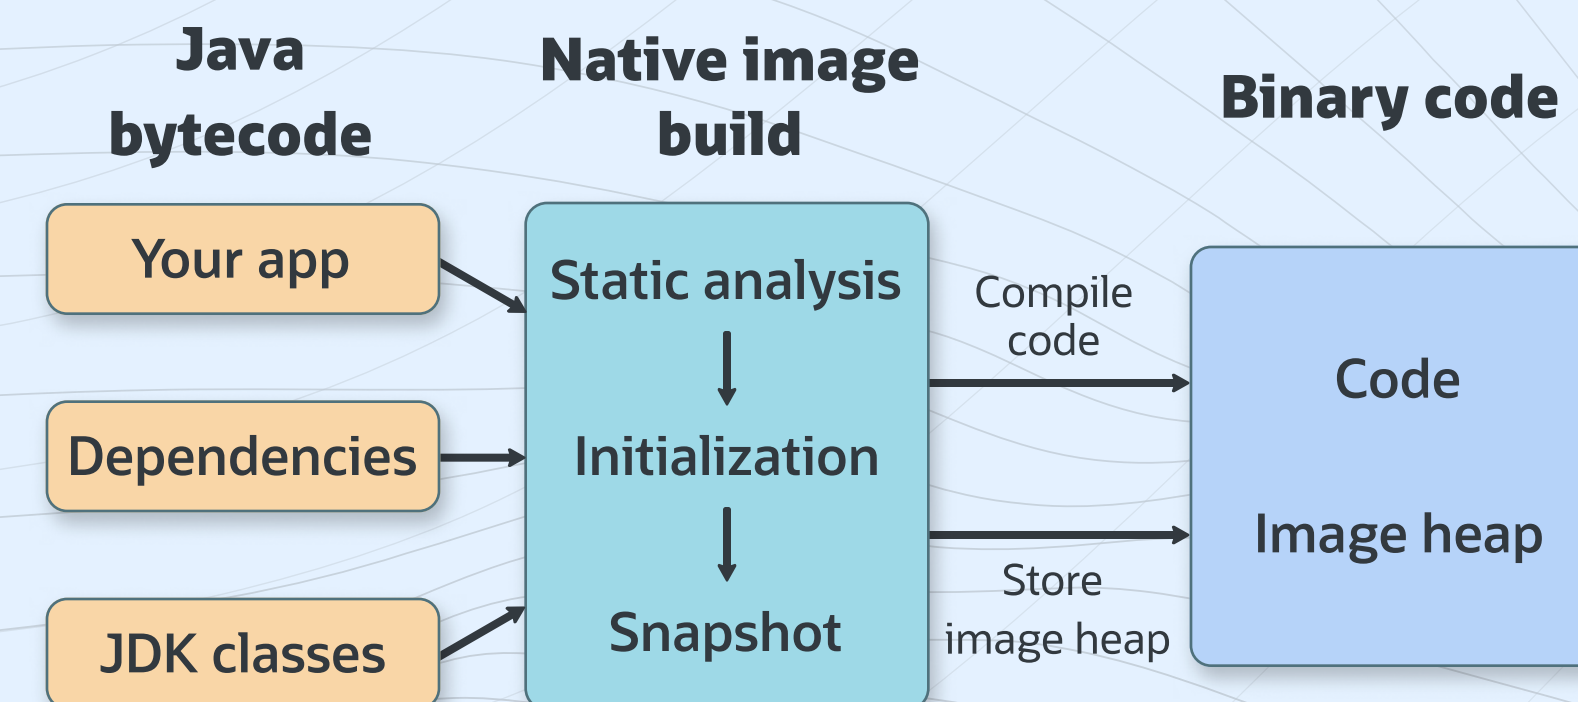 Java
bytecode
Native image
build
Binary code
Your app
Dependencies
JDK classes
Static analysis
Initialization
Snapshot
Compile
code
Store
image heap
Code
Image heap